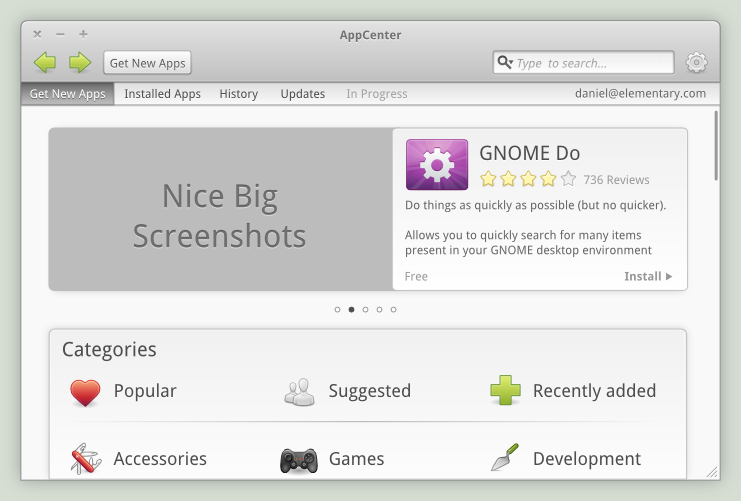 AppCenter
Get New Apps
Type to search...
Get New Apps Installed Apps History Updates In Progress daniel@elementary.com
Nice Big
Screenshots
GNOME Do
736 Reviews
Do things as quickly as possible (but no quicker).
Allows you to quickly search for many items
present in your GNOME desktop environment
Free Install
Categories
Popular Suggested Recently added
Accessories Games Development